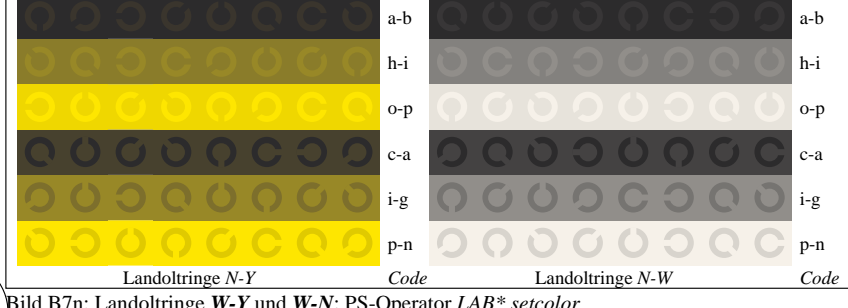 a-b a-b
h-i h-i
o-p o-p
c-a c-a
i-g i-g
p-n p-n
Landoltringe N-Y Code Landoltringe N-W Code
Bild B7n: Landoltringe W-Y und W-N; PS-Operator LAB* setcolor